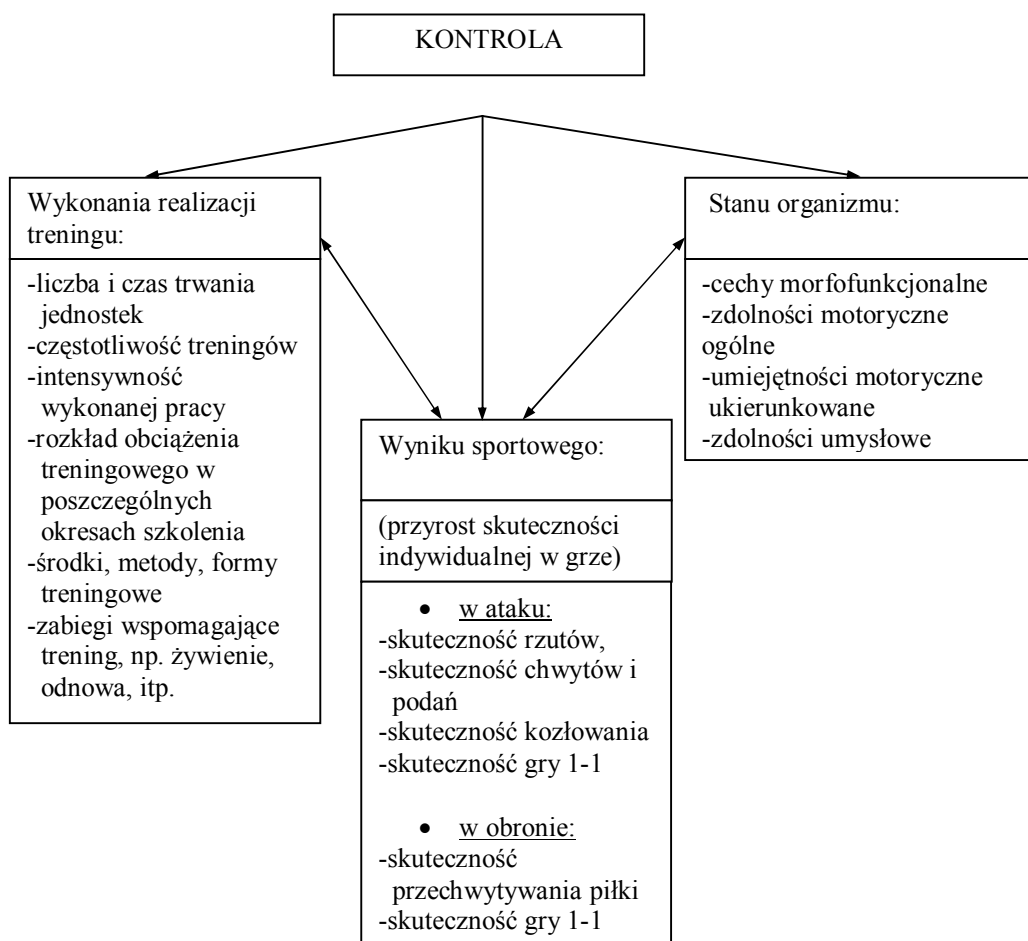 KONTROLA
Wykonania realizacji
treningu:
-liczba i czas trwania
jednostek
-częstotliwość treningów
-intensywność
wykonanej pracy
-rozkład obciążenia
treningowego w
poszczególnych
okresach szkolenia
-środki, metody, formy
treningowe
-zabiegi wspomagające
trening, np. żywienie,
odnowa, itp.
Wyniku sportowego:
(przyrost skuteczności
indywidualnej w grze)
• w ataku:
-skuteczność rzutów,
-skuteczność chwytów i
podań
-skuteczność kozłowania
-skuteczność gry 1-1
• w obronie:
-skuteczność
przechwytywania piłki
-skuteczność gry 1-1
Stanu organizmu:
-cechy morfofunkcjonalne
-zdolności motoryczne
ogólne
-umiejętności motoryczne
ukierunkowane
-zdolności umysłowe